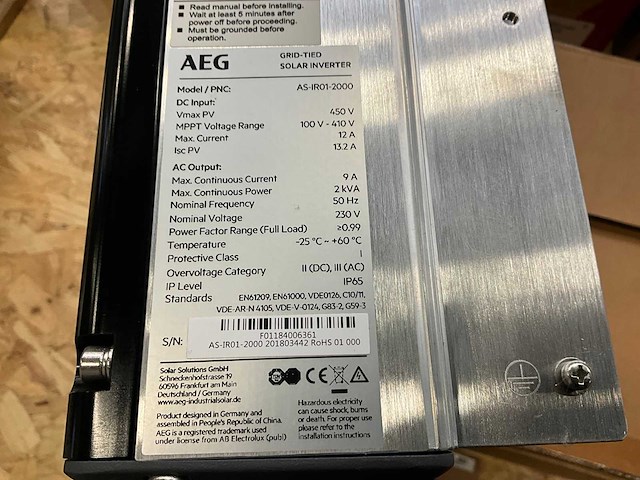 Read manual before installing.
Wait at least 5 minutes after
power off before proceeding.
Must be grounded before
operation.
AEG
GRID-TIED
SOLAR INVERTER
Model / PNC: AS-IR01-2000
DC Input:
Vmax PV 450 V
MPPT Voltage Range 100 V - 410 V
Max. Current 12 A
Isc PV 13.2 A
AC Output:
Max. Continuous Current 9 A
Max. Continuous Power 2 kVA
Nominal Frequency 50 Hz
Nominal Voltage 230 V
Power Factor Range (Full Load) ≥0.99
Temperature -25 °C ~ +60 °C
Protective Class I
Overvoltage Category II (DC), III (AC)
IP Level IP65
Standards EN61209, EN61000, VDE0126, C10/11,
VDE-AR-N 4105, VDE-V-0124, G83-2, G59-3
S/N:
F01184006361
AS-IR01-2000 201803442 RoHS 01 000
Solar Solutions GmbH
Schneckenhofstrasse 19
60596 Frankfurt am Main
Deutschland / Germany
www.aeg-industrialsolar.de
CE
Product designed in Germany and
assembled in People's Republic of China.
AEG is a registered trademark used
under license from AB Electrolux (publ)
Hazardous electricity
can cause shock, burns
or death. For proper use
please refer to the
installation instructions